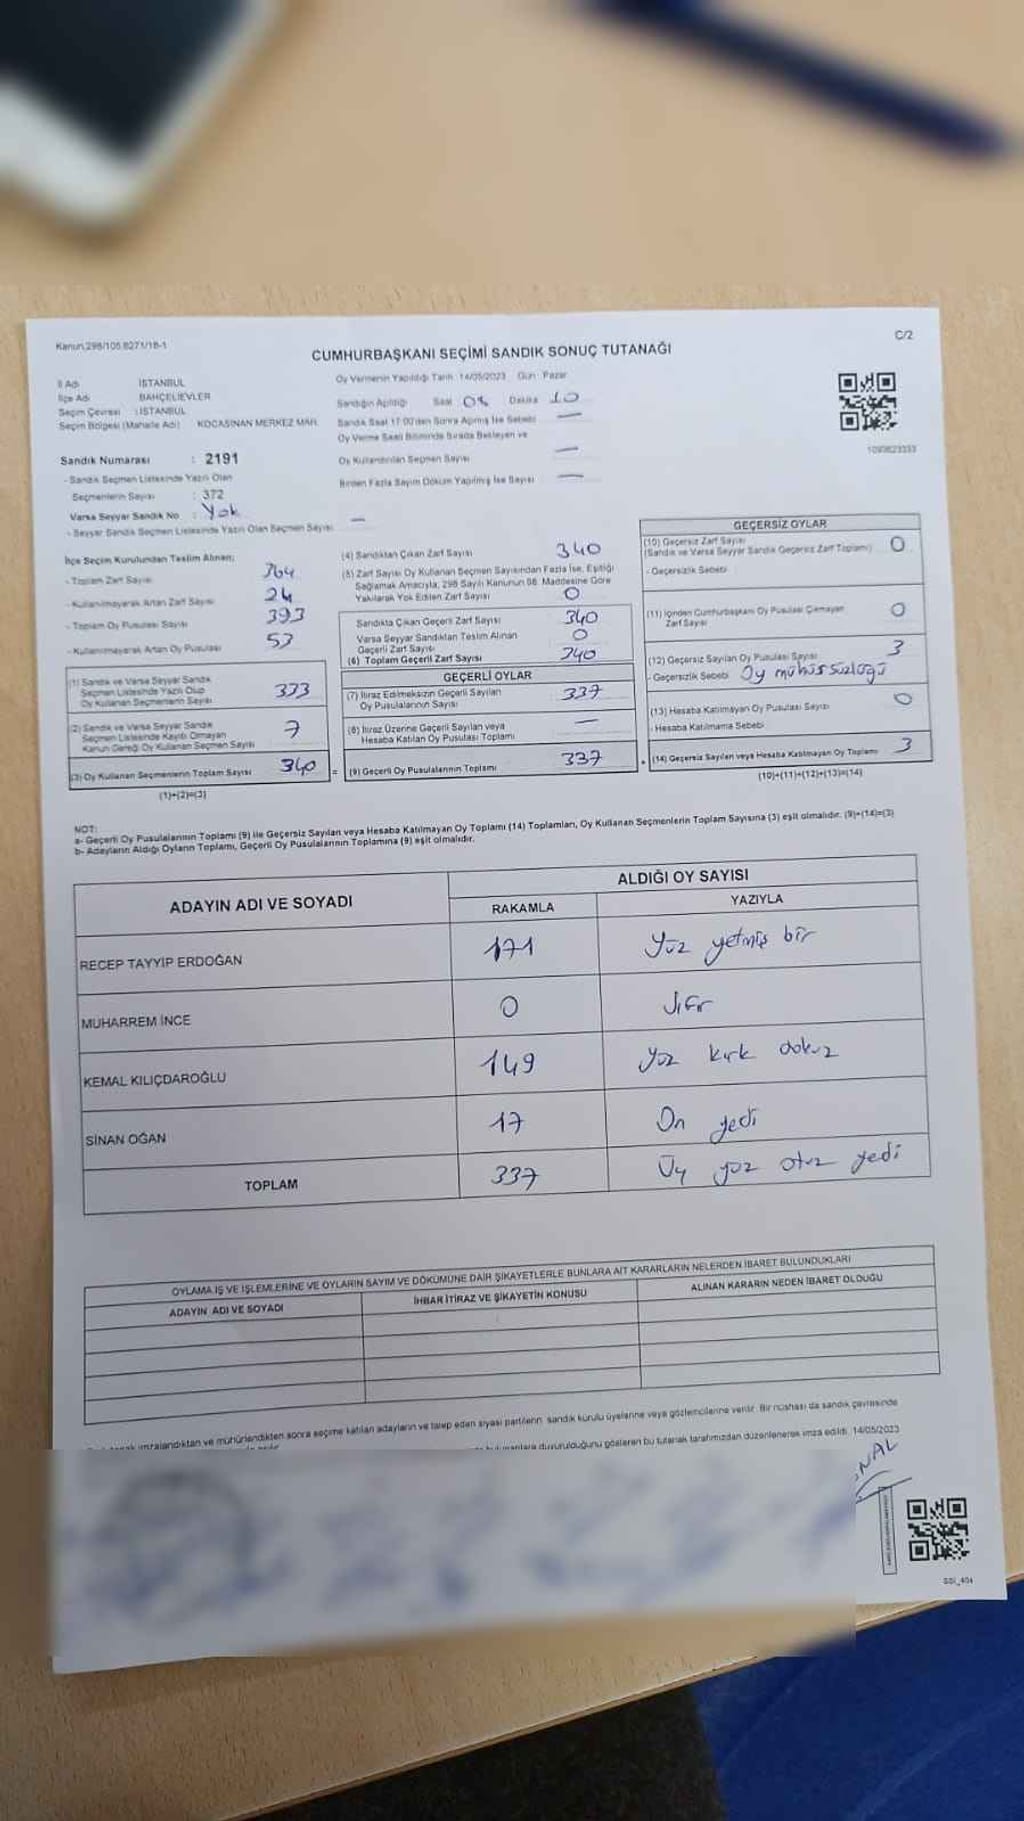 Kanun;298/105.8271/18-1
C/2
CUMHURBAŞKANI SEÇİMİ SANDIK SONUÇ TUTANAĞI
İl Adı : İSTANBUL
İlçe Adı : BAHÇELİEVLER
Seçim Çevresi : İSTANBUL
Seçim Bölgesi (Mahalle Adı) KOCASİNAN MERKEZ MAH.
Sandık Numarası : 2191
- Sandık Seçmen Listesinde Yazılı Olan
Seçmenlerin Sayısı : 372
Varsa Seyyar Sandık No : Yok
- Seyyar Sandık Seçmen Listesinde Yazılı Olan Seçmen Sayısı —
Oy Vermenin Yapıldığı Tarih 14/05/2023 Gün Pazar
Sandığın Açıldığı Saat 08 Dakika 10
Sandık Saat 17:00'den Sonra Açılmış İse Sebebi —
Oy Verme Saati Bitiminde Sırada Bekleyen ve
Oy Kullandırılan Seçmen Sayısı —
Birden Fazla Sayım Döküm Yapılmış İse Sayısı —
1090823333
İlçe Seçim Kurulundan Teslim Alınan;
- Toplam Zarf Sayısı 364
- Kullanılmayarak Artan Zarf Sayısı 24
- Toplam Oy Pusulası Sayısı 393
- Kullanılmayarak Artan Oy Pusulası 53
(1) Sandık ve Varsa Seyyar Sandık
Seçmen Listesinde Yazılı Olup
Oy Kullanan Seçmenlerin Sayısı 333
(2) Sandık ve Varsa Seyyar Sandık
Seçmen Listesinde Kayıtlı Olmayan
Kanun Gereği Oy Kullanan Seçmen Sayısı 7
(3) Oy Kullanan Seçmenlerin Toplam Sayısı 340
(1)+(2)=(3)
(4) Sandıktan Çıkan Zarf Sayısı 340
(5) Zarf Sayısı Oy Kullanan Seçmen Sayısından Fazla İse, Eşitliği
Sağlamak Amacıyla, 298 Sayılı Kanunun 98. Maddesine Göre
Yakılarak Yok Edilen Zarf Sayısı 0
Sandıkta Çıkan Geçerli Zarf Sayısı 340
Varsa Seyyar Sandıktan Teslim Alınan
Geçerli Zarf Sayısı 0
(6) Toplam Geçerli Zarf Sayısı 340
GEÇERLİ OYLAR
(7) İtiraz Edilmeksizin Geçerli Sayılan
Oy Pusulalarının Sayısı 337
(8) İtiraz Üzerine Geçerli Sayılan veya
Hesaba Katılan Oy Pusulası Toplamı —
= (9) Geçerli Oy Pusulalarının Toplamı 337
GEÇERSİZ OYLAR
(10) Geçersiz Zarf Sayısı
(Sandık ve Varsa Seyyar Sandık Geçersiz Zarf Toplamı) 0
- Geçersizlik Sebebi
(11) İçinden Cumhurbaşkanı Oy Pusulası Çıkmayan
Zarf Sayısı 0
(12) Geçersiz Sayılan Oy Pusulası Sayısı 3
- Geçersizlik Sebebi Oy mühürsüzlüğü
(13) Hesaba Katılmayan Oy Pusulası Sayısı 0
- Hesaba Katılmama Sebebi
+ (14) Geçersiz Sayılan veya Hesaba Katılmayan Oy Toplamı 3
(10)+(11)+(12)+(13)=(14)
NOT:
a- Geçerli Oy Pusulalarının Toplamı (9) ile Geçersiz Sayılan veya Hesaba Katılmayan Oy Toplamı (14) Toplamları, Oy Kullanan Seçmenlerin Toplam Sayısına (3) eşit olmalıdır. (9)+(14)=(3)
b- Adayların Aldığı Oyların Toplamı, Geçerli Oy Pusulalarının Toplamına (9) eşit olmalıdır.
ADAYIN ADI VE SOYADI
ALDIĞI OY SAYISI
RAKAMLA YAZIYLA
RECEP TAYYİP ERDOĞAN 171 Yüz yetmiş bir
MUHARREM İNCE 0 Sıfır
KEMAL KILIÇDAROĞLU 149 Yüz kırk dokuz
SİNAN OĞAN 17 On yedi
TOPLAM 337 Üç yüz otuz yedi
OYLAMA İŞ VE İŞLEMLERİNE VE OYLARIN SAYIM VE DÖKÜMÜNE DAİR ŞİKAYETLERLE BUNLARA AİT KARARLARIN NELERDEN İBARET BULUNDUKLARI
ADAYIN ADI VE SOYADI İHBAR İTİRAZ VE ŞİKAYETİN KONUSU ALINAN KARARIN NEDEN İBARET OLDUĞU
imzalandıktan ve mühürlendikten sonra seçime katılan adayların ve talep eden siyasi partilerin sandık kurulu üyelerine veya gözlemcilerine verilir. Bir nüshası da sandık çevresinde
duyurulduğunu gösteren bu tutanak tarafımızdan düzenlenerek imza edildi. 14/05/2023